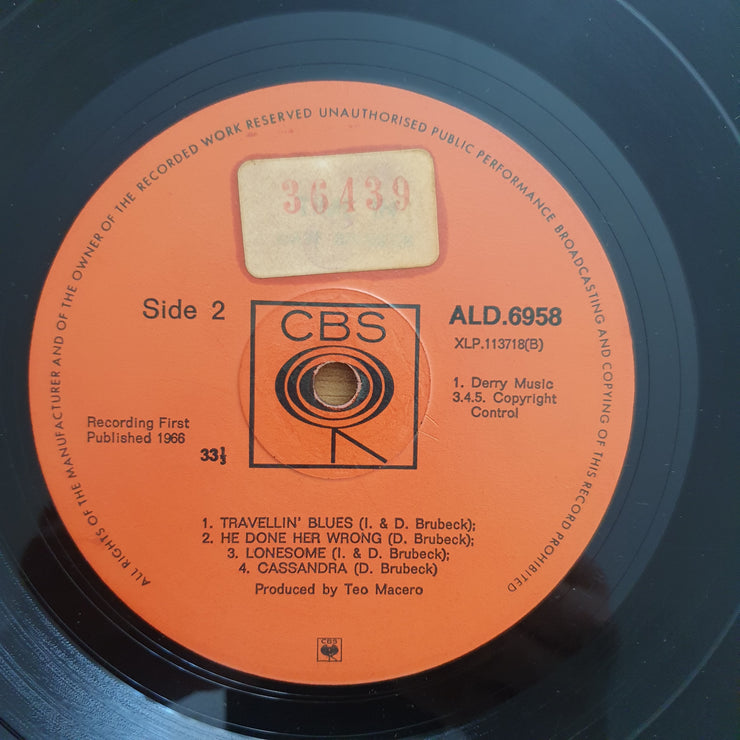 ALL RIGHTS OF THE MANUFACTURER AND OF THE OWNER OF THE RECORDED WORK RESERVED UNAUTHORISED PUBLIC PERFORMANCE BROADCASTING AND COPYING OF THIS RECORD PROHIBITED
36439
Side 2
CBS
ALD.6958
XLP.113718(B)
1. Derry Music
3.4.5. Copyright
Control
Recording First
Published 1966
33⅓
1. TRAVELLIN' BLUES (I. & D. Brubeck);
2. HE DONE HER WRONG (D. Brubeck);
3. LONESOME (I. & D. Brubeck);
4. CASSANDRA (D. Brubeck)
Produced by Teo Macero
CBS